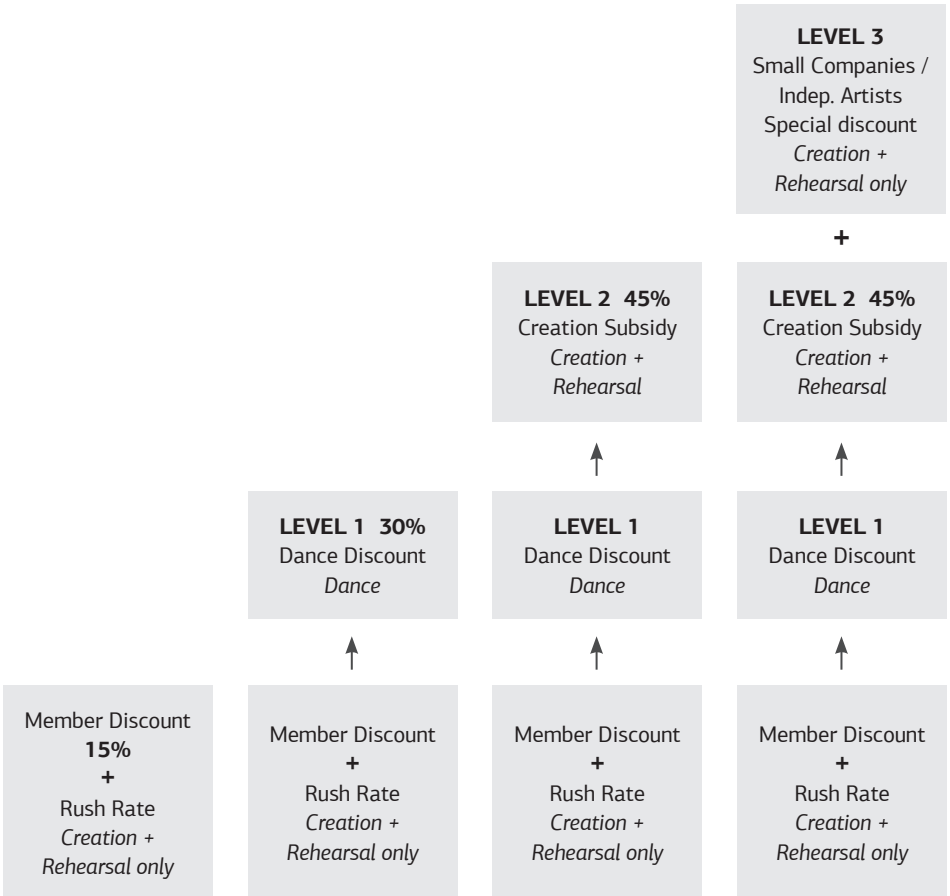 LEVEL 3
Small Companies /
Indep. Artists
Special discount
Creation +
Rehearsal only
+
LEVEL 2 45%
Creation Subsidy
Creation +
Rehearsal
LEVEL 2 45%
Creation Subsidy
Creation +
Rehearsal
LEVEL 1 30%
Dance Discount
Dance
LEVEL 1
Dance Discount
Dance
LEVEL 1
Dance Discount
Dance
Member Discount
15%
+
Rush Rate
Creation +
Rehearsal only
Member Discount
+
Rush Rate
Creation +
Rehearsal only
Member Discount
+
Rush Rate
Creation +
Rehearsal only
Member Discount
+
Rush Rate
Creation +
Rehearsal only